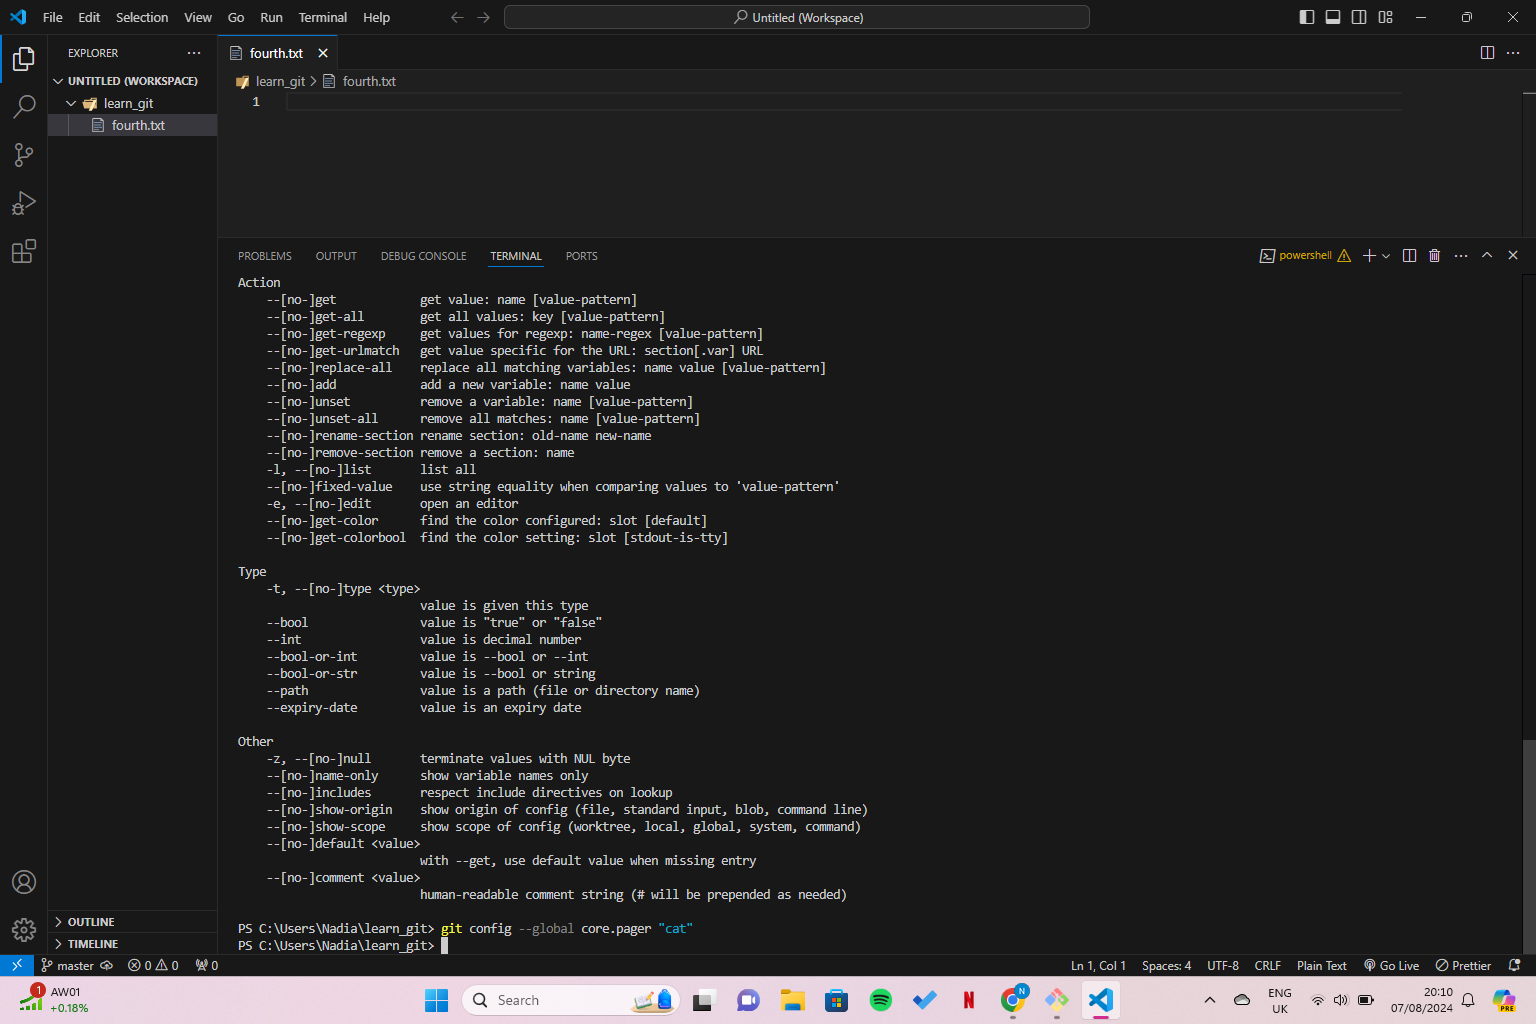 File Edit Selection View Go Run Terminal Help
Untitled (Workspace)
EXPLORER
UNTITLED (WORKSPACE)
learn_git
fourth.txt
fourth.txt
learn_git > fourth.txt
1
PROBLEMS OUTPUT DEBUG CONSOLE TERMINAL PORTS
powershell
Action
--[no-]get get value: name [value-pattern]
--[no-]get-all get all values: key [value-pattern]
--[no-]get-regexp get values for regexp: name-regex [value-pattern]
--[no-]get-urlmatch get value specific for the URL: section[.var] URL
--[no-]replace-all replace all matching variables: name value [value-pattern]
--[no-]add add a new variable: name value
--[no-]unset remove a variable: name [value-pattern]
--[no-]unset-all remove all matches: name [value-pattern]
--[no-]rename-section rename section: old-name new-name
--[no-]remove-section remove a section: name
-l, --[no-]list list all
--[no-]fixed-value use string equality when comparing values to 'value-pattern'
-e, --[no-]edit open an editor
--[no-]get-color find the color configured: slot [default]
--[no-]get-colorbool find the color setting: slot [stdout-is-tty]
Type
-t, --[no-]type <type>
value is given this type
--bool value is "true" or "false"
--int value is decimal number
--bool-or-int value is --bool or --int
--bool-or-str value is --bool or string
--path value is a path (file or directory name)
--expiry-date value is an expiry date
Other
-z, --[no-]null terminate values with NUL byte
--[no-]name-only show variable names only
--[no-]includes respect include directives on lookup
--[no-]show-origin show origin of config (file, standard input, blob, command line)
--[no-]show-scope show scope of config (worktree, local, global, system, command)
--[no-]default <value>
with --get, use default value when missing entry
--[no-]comment <value>
human-readable comment string (# will be prepended as needed)
PS C:\Users\Nadia\learn_git> git config --global core.pager "cat"
PS C:\Users\Nadia\learn_git>
OUTLINE
TIMELINE
master 0 0 0
Ln 1, Col 1 Spaces: 4 UTF-8 CRLF Plain Text Go Live Prettier
1
AW01
+0.18%
Search
N
N
PRE
ENG
UK
20:10
07/08/2024